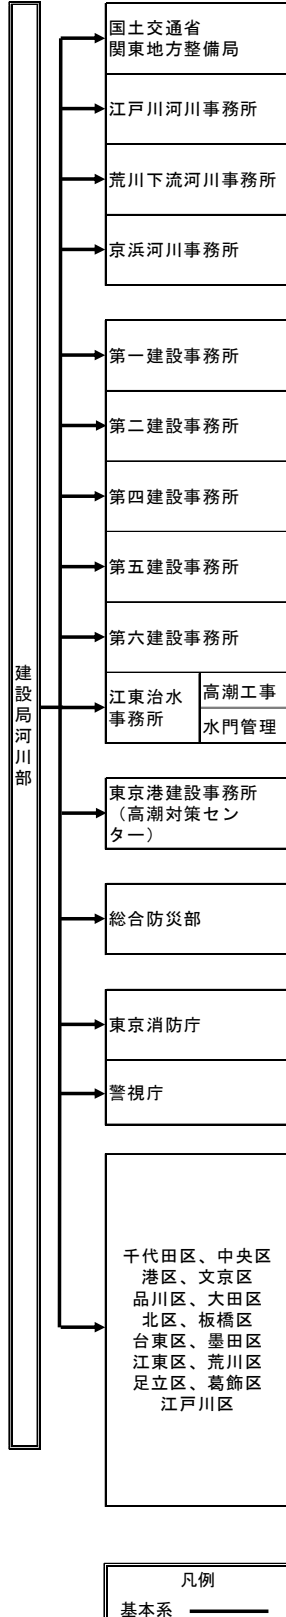 建設局河川部
国土交通省
関東地方整備局
江戸川河川事務所
荒川下流河川事務所
京浜河川事務所
第一建設事務所
第二建設事務所
第四建設事務所
第五建設事務所
第六建設事務所
江東治水
事務所
高潮工事
水門管理
東京港建設事務所
（高潮対策セン
ター）
総合防災部
東京消防庁
警視庁
千代田区、中央区
港区、文京区
品川区、大田区
北区、板橋区
台東区、墨田区
江東区、荒川区
足立区、葛飾区
江戸川区
凡例
基本系